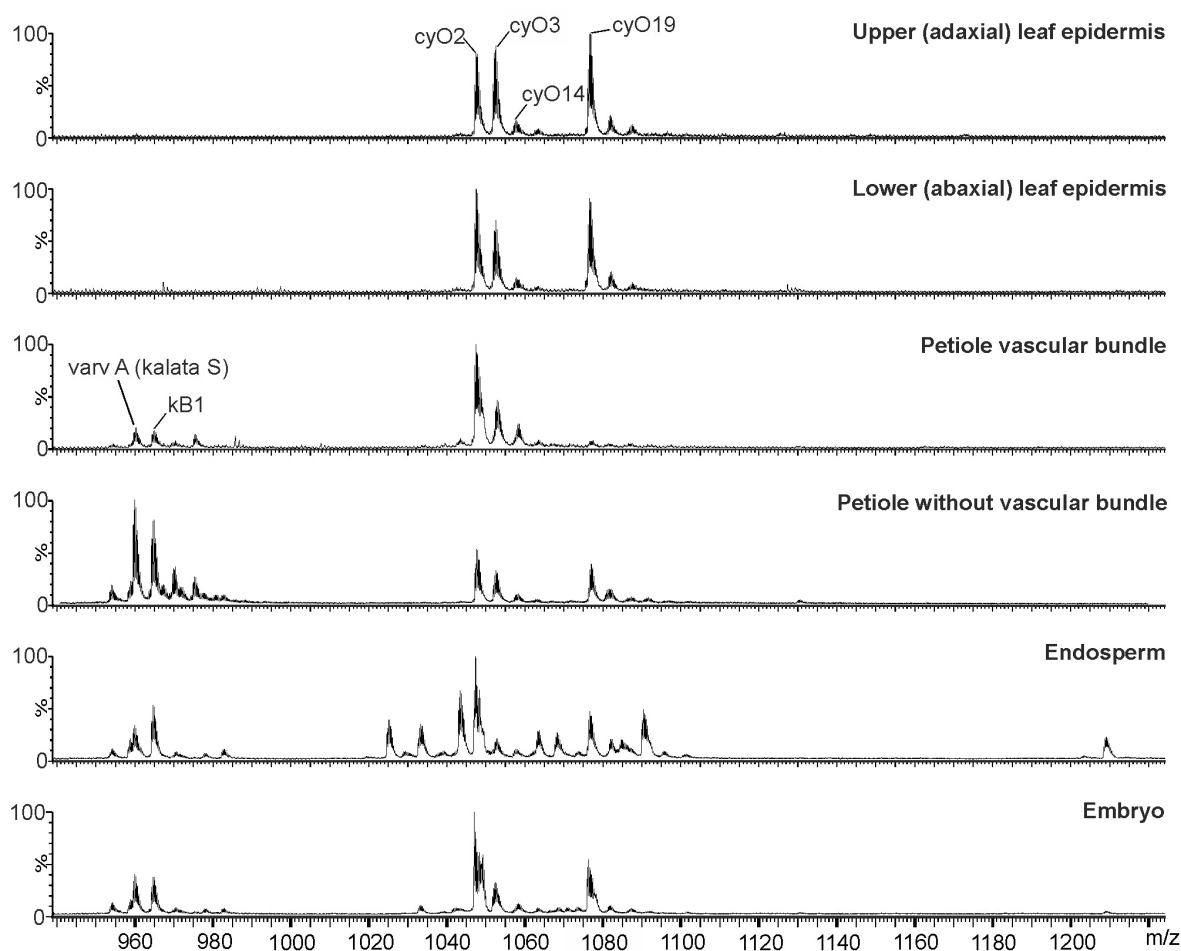 Upper (adaxial) leaf epidermis
100
%
0
cyO2
cyO3
cyO14
cyO19
Lower (abaxial) leaf epidermis
100
%
0
Petiole vascular bundle
100
%
0
varv A (kalata S)
kB1
Petiole without vascular bundle
100
%
0
Endosperm
100
%
0
Embryo
100
%
0
960 980 1000 1020 1040 1060 1080 1100 1120 1140 1160 1180 1200 m/z